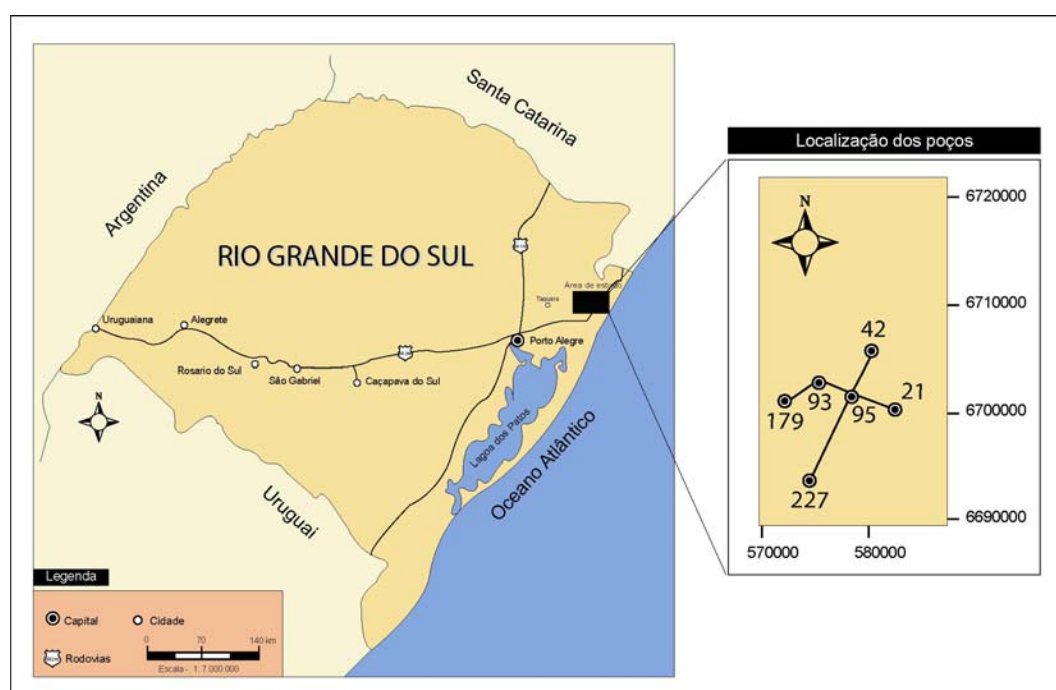 Santa Catarina
Argentina
RIO GRANDE DO SUL
Área de estudo
Taquara
Uruguaiana
Alegrete
Porto Alegre
Rosario do Sul
São Gabriel
Caçapava do Sul
N
Lagoa dos Patos
Oceano Atlântico
Uruguai
Legenda
Capital
Cidade
Rodovias
0
70
140 km
Escala - 1: 7.000.000
Localização dos poços
N
6720000
6710000
42
21
93
95
179
6700000
227
6690000
570000
580000